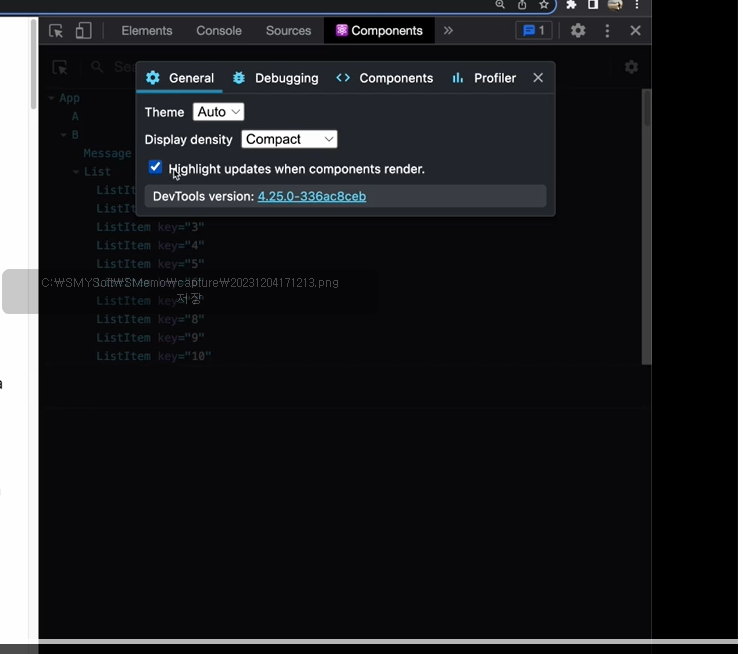 Elements Console Sources Components » 1
Sea
General Debugging Components Profiler
Theme Auto
Display density Compact
Highlight updates when components render.
DevTools version: 4.25.0-336ac8ceb
App
A
B
Message
List
ListIt
ListIt
ListItem key="3"
ListItem key="4"
ListItem key="5"
C:\SMYSoft\SMemo\capture\20231204171213.png
저장
ListItem key="8"
ListItem key="9"
ListItem key="10"
a